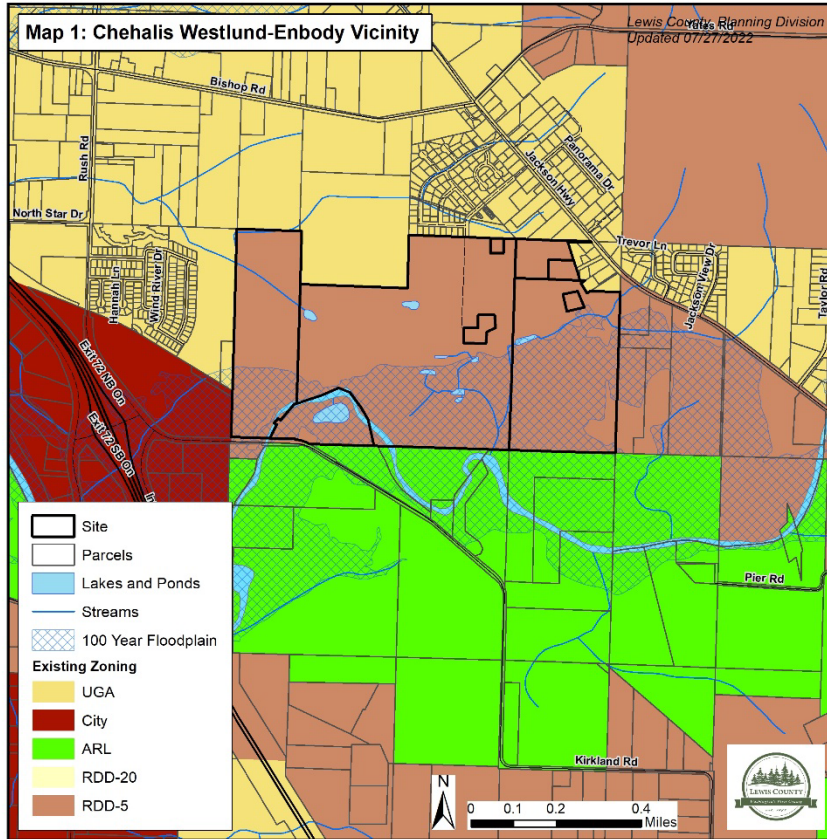 Map 1: Chehalis Westlund-Enbody Vicinity
Lewis County, Planning Division
Updated 07/27/2022
Yates Rd
Bishop Rd
Rush Rd
Panorama Dr
Jackson Hwy
North Star Dr
Trevor Ln
Hannah Ln
Wind River Dr
Jackson View Dr
Taylor Rd
Exit 72 NB On
Exit 72 SB On
Site
Parcels
Lakes and Ponds
Streams
100 Year Floodplain
Existing Zoning
UGA
City
ARL
RDD-20
RDD-5
Pier Rd
Kirkland Rd
N
0 0.1 0.2 0.4
Miles
LEWIS COUNTY